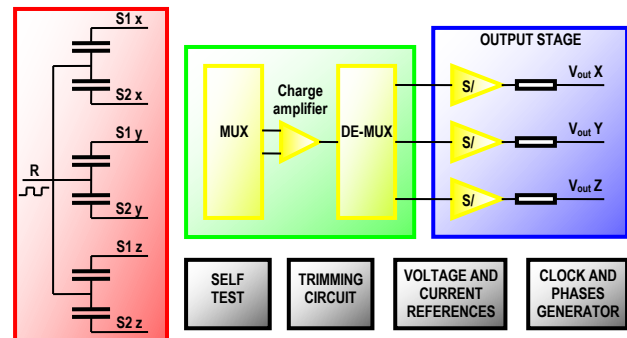 S1 x
S2 x
S1 y
R
S2 y
S1 z
S2 z
MUX
Charge
amplifier
DE-MUX
OUTPUT STAGE
S/
Vout X
S/
Vout Y
S/
Vout Z
SELF
TEST
TRIMMING
CIRCUIT
VOLTAGE AND
CURRENT
REFERENCES
CLOCK AND
PHASES
GENERATOR